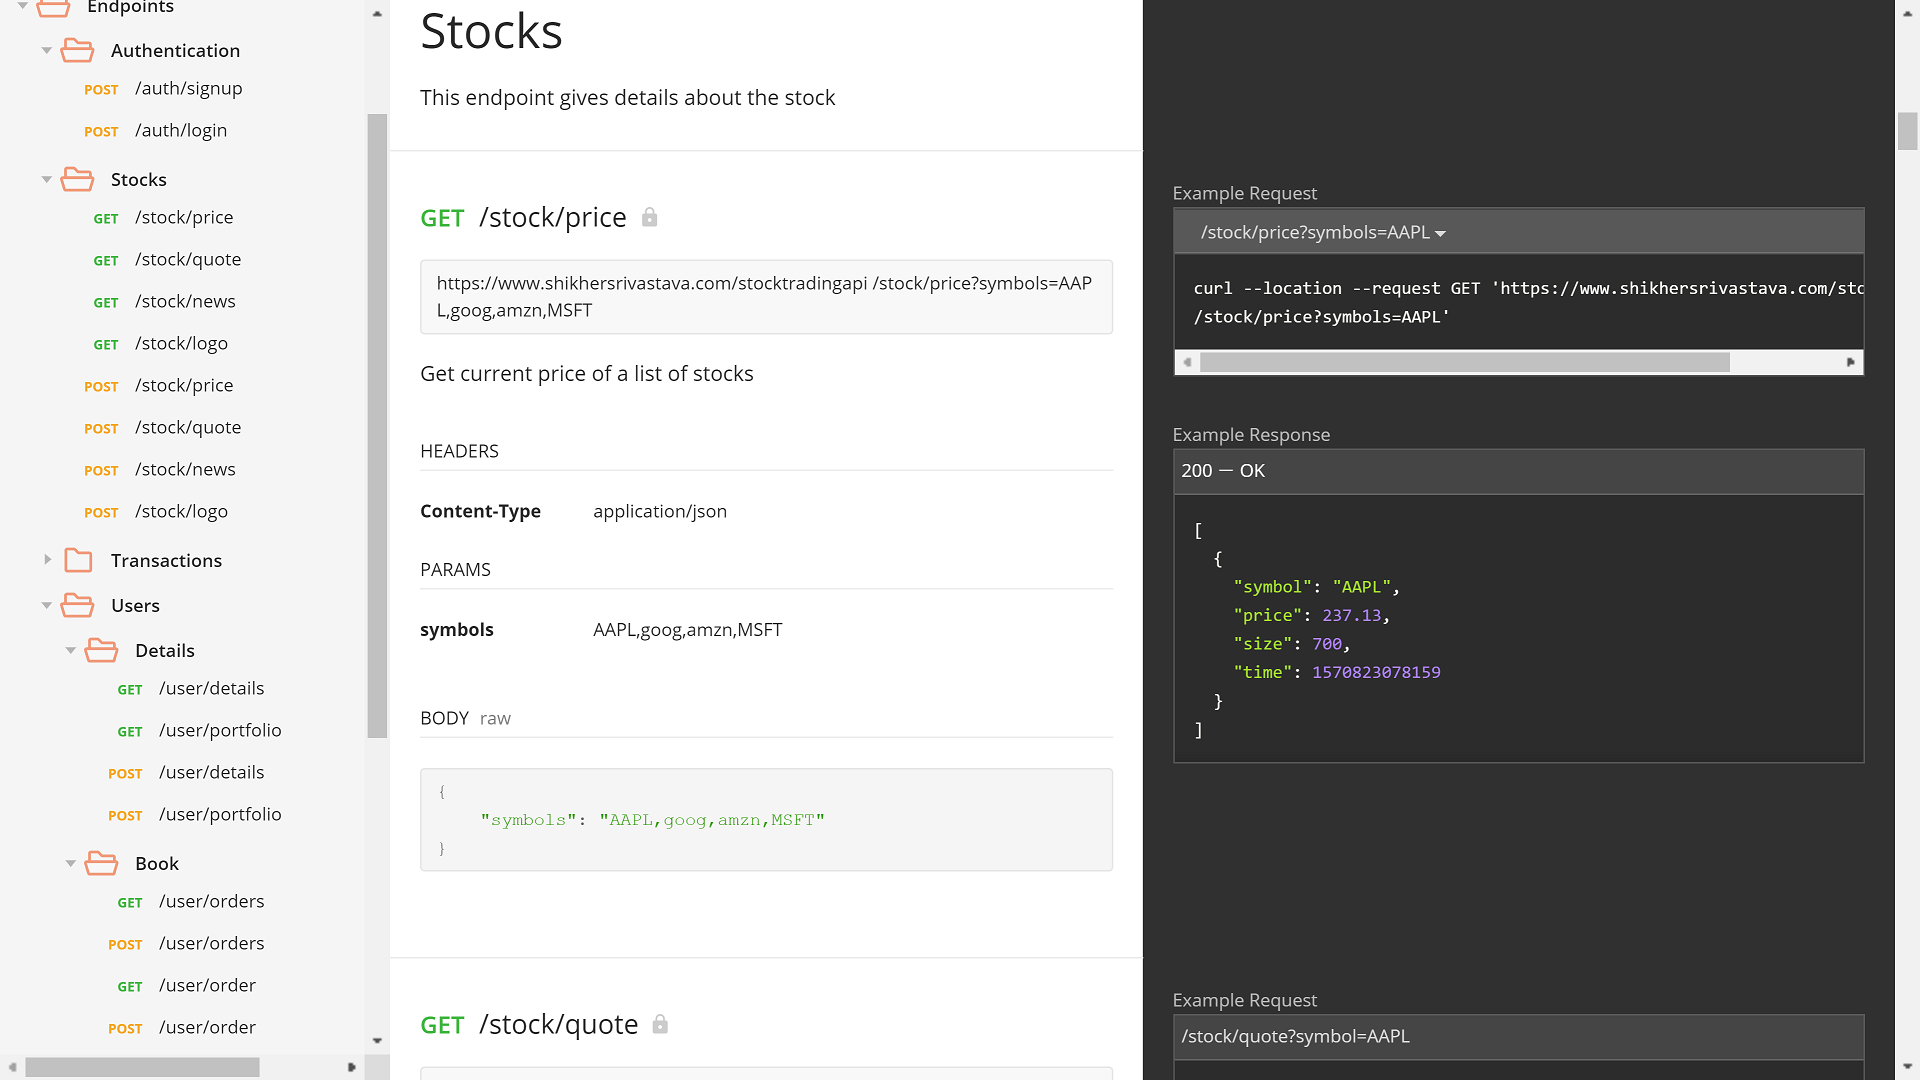 Endpoints
Authentication
POST /auth/signup
POST /auth/login
Stocks
GET /stock/price
GET /stock/quote
GET /stock/news
GET /stock/logo
POST /stock/price
POST /stock/quote
POST /stock/news
POST /stock/logo
Transactions
Users
Details
GET /user/details
GET /user/portfolio
POST /user/details
POST /user/portfolio
Book
GET /user/orders
POST /user/orders
GET /user/order
POST /user/order
Stocks
This endpoint gives details about the stock
GET /stock/price
https://www.shikhersrivastava.com/stocktradingapi /stock/price?symbols=AAP
L,goog,amzn,MSFT
Get current price of a list of stocks
HEADERS
Content-Type application/json
PARAMS
symbols AAPL,goog,amzn,MSFT
BODY raw
{
"symbols": "AAPL,goog,amzn,MSFT"
}
GET /stock/quote
Example Request
/stock/price?symbols=AAPL
curl --location --request GET 'https://www.shikhersrivastava.com/sto
/stock/price?symbols=AAPL'
Example Response
200 — OK
[
{
"symbol": "AAPL",
"price": 237.13,
"size": 700,
"time": 1570823078159
}
]
Example Request
/stock/quote?symbol=AAPL